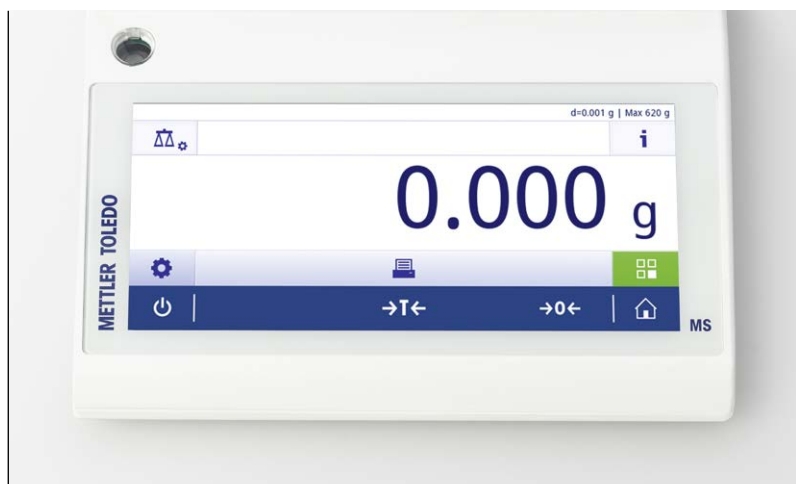 d=0.001 g | Max 620 g
i
0.000 g
→T←
→0←
METTLER TOLEDO
MS